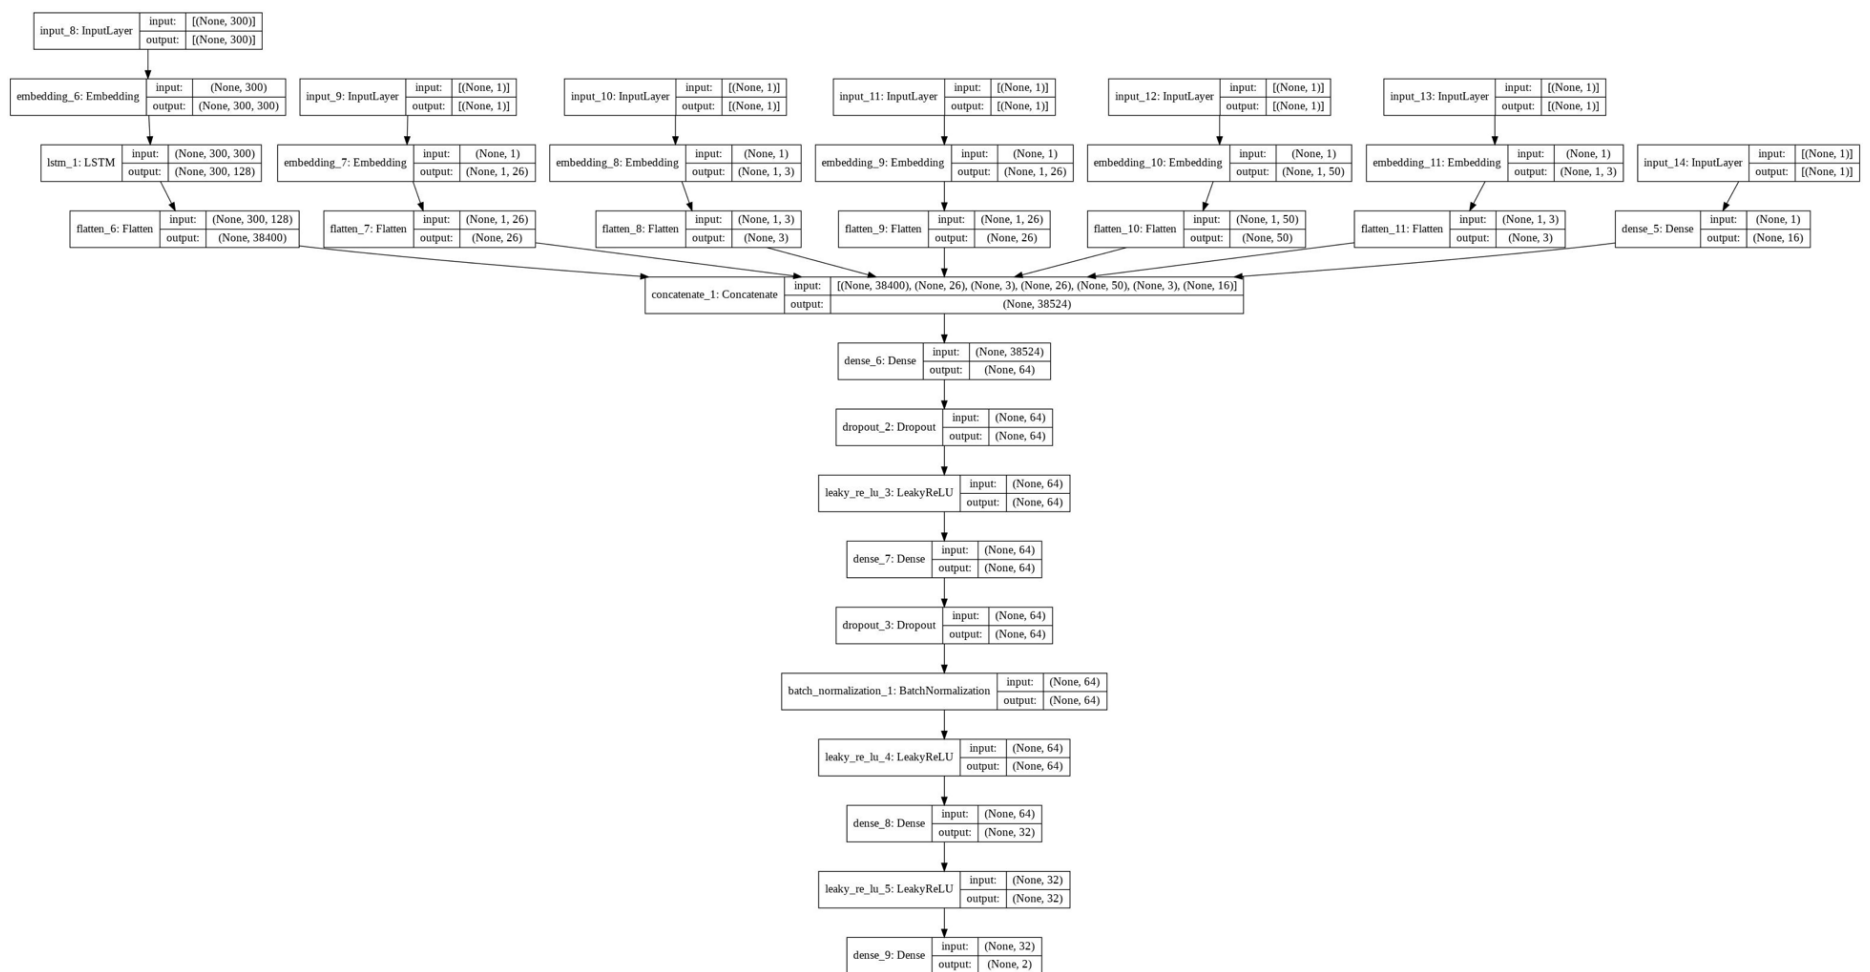 input_8: InputLayer input: [(None, 300)]
output: [(None, 300)]
embedding_6: Embedding input: (None, 300)
output: (None, 300, 300)
input_9: InputLayer input: [(None, 1)]
output: [(None, 1)]
input_10: InputLayer input: [(None, 1)]
output: [(None, 1)]
input_11: InputLayer input: [(None, 1)]
output: [(None, 1)]
input_12: InputLayer input: [(None, 1)]
output: [(None, 1)]
input_13: InputLayer input: [(None, 1)]
output: [(None, 1)]
lstm_1: LSTM input: (None, 300, 300)
output: (None, 300, 128)
embedding_7: Embedding input: (None, 1)
output: (None, 1, 26)
embedding_8: Embedding input: (None, 1)
output: (None, 1, 3)
embedding_9: Embedding input: (None, 1)
output: (None, 1, 26)
embedding_10: Embedding input: (None, 1)
output: (None, 1, 50)
embedding_11: Embedding input: (None, 1)
output: (None, 1, 3)
input_14: InputLayer input: [(None, 1)]
output: [(None, 1)]
flatten_6: Flatten input: (None, 300, 128)
output: (None, 38400)
flatten_7: Flatten input: (None, 1, 26)
output: (None, 26)
flatten_8: Flatten input: (None, 1, 3)
output: (None, 3)
flatten_9: Flatten input: (None, 1, 26)
output: (None, 26)
flatten_10: Flatten input: (None, 1, 50)
output: (None, 50)
flatten_11: Flatten input: (None, 1, 3)
output: (None, 3)
dense_5: Dense input: (None, 1)
output: (None, 16)
concatenate_1: Concatenate input: [(None, 38400), (None, 26), (None, 3), (None, 26), (None, 50), (None, 3), (None, 16)]
output: (None, 38524)
dense_6: Dense input: (None, 38524)
output: (None, 64)
dropout_2: Dropout input: (None, 64)
output: (None, 64)
leaky_re_lu_3: LeakyReLU input: (None, 64)
output: (None, 64)
dense_7: Dense input: (None, 64)
output: (None, 64)
dropout_3: Dropout input: (None, 64)
output: (None, 64)
batch_normalization_1: BatchNormalization input: (None, 64)
output: (None, 64)
leaky_re_lu_4: LeakyReLU input: (None, 64)
output: (None, 64)
dense_8: Dense input: (None, 64)
output: (None, 32)
leaky_re_lu_5: LeakyReLU input: (None, 32)
output: (None, 32)
dense_9: Dense input: (None, 32)
output: (None, 2)